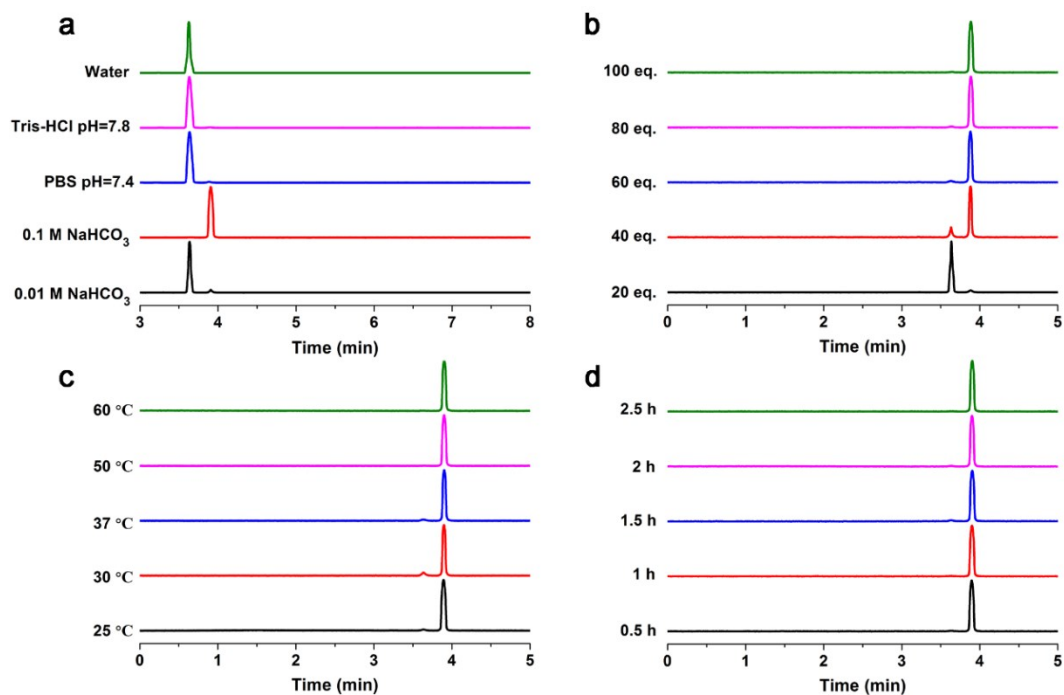 a
Water
Tris-HCl pH=7.8
PBS pH=7.4
0.1 M NaHCO3
0.01 M NaHCO3
3 4 5 6 7 8
Time (min)
b
100 eq.
80 eq.
60 eq.
40 eq.
20 eq.
0 1 2 3 4 5
Time (min)
c
60 °C
50 °C
37 °C
30 °C
25 °C
0 1 2 3 4 5
Time (min)
d
2.5 h
2 h
1.5 h
1 h
0.5 h
0 1 2 3 4 5
Time (min)